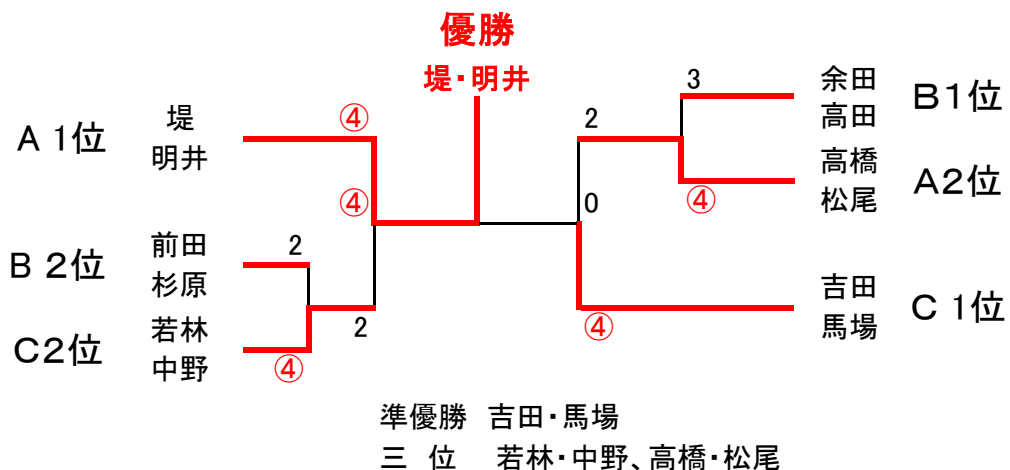 優勝
堤・明井
A 1位
堤
明井
④
④
B 2位
前田
杉原
2
C2位
若林
中野
④
2
2
0
3
余田
高田
B1位
高橋
松尾
A2位
④
吉田
馬場
C 1位
④
準優勝 吉田・馬場
三 位 若林・中野、高橋・松尾